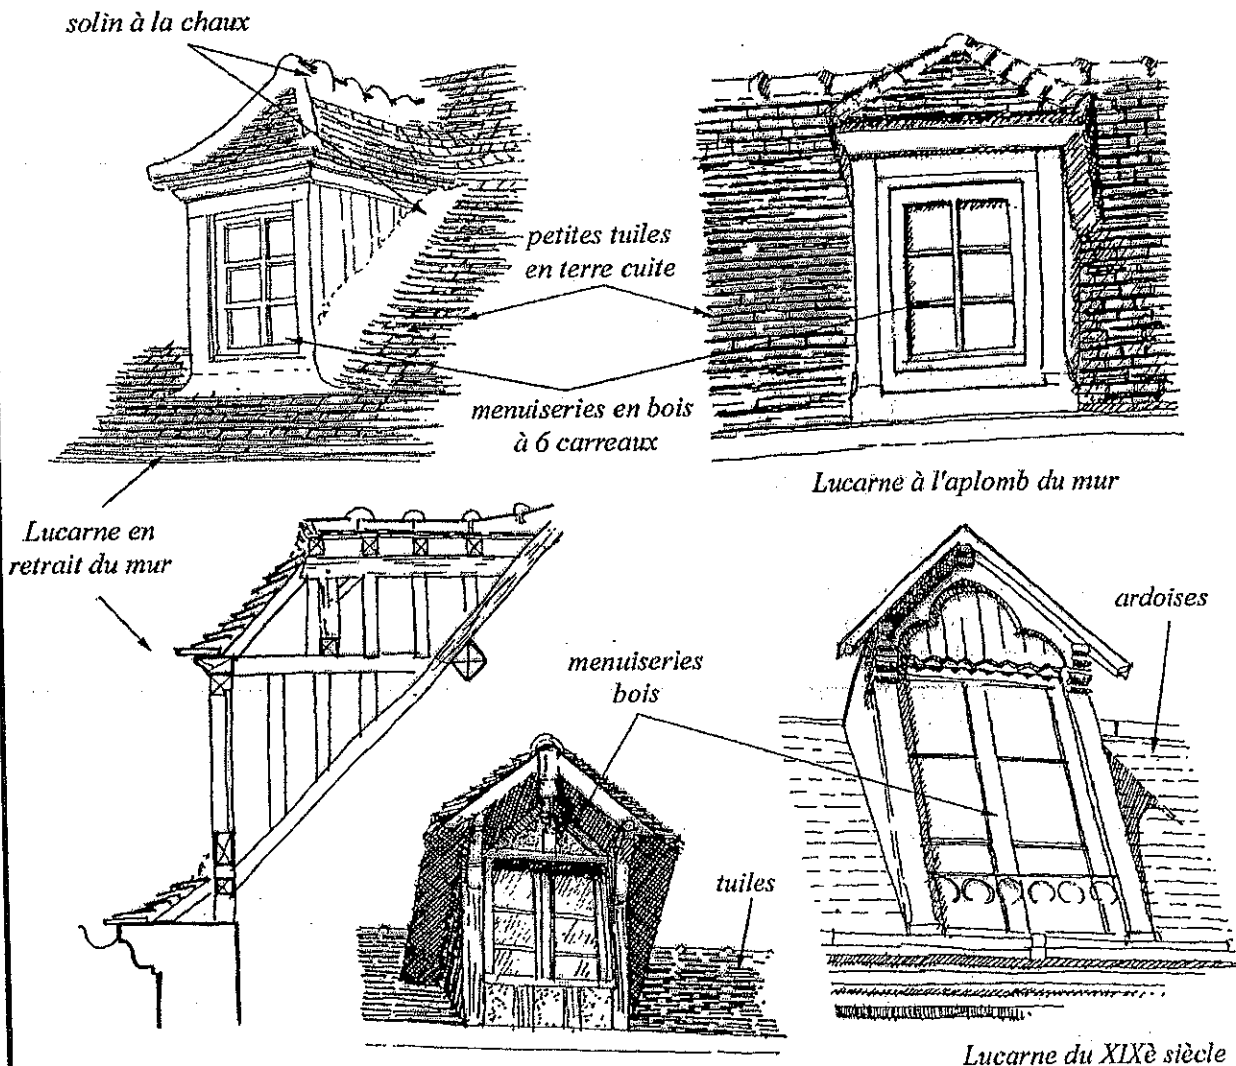 solin à la chaux
petites tuiles
en terre cuite
menuiseries en bois
à 6 carreaux
Lucarne à l'aplomb du mur
Lucarne en
retrait du mur
menuiseries
bois
ardoises
tuiles
Lucarne du XIXè siècle